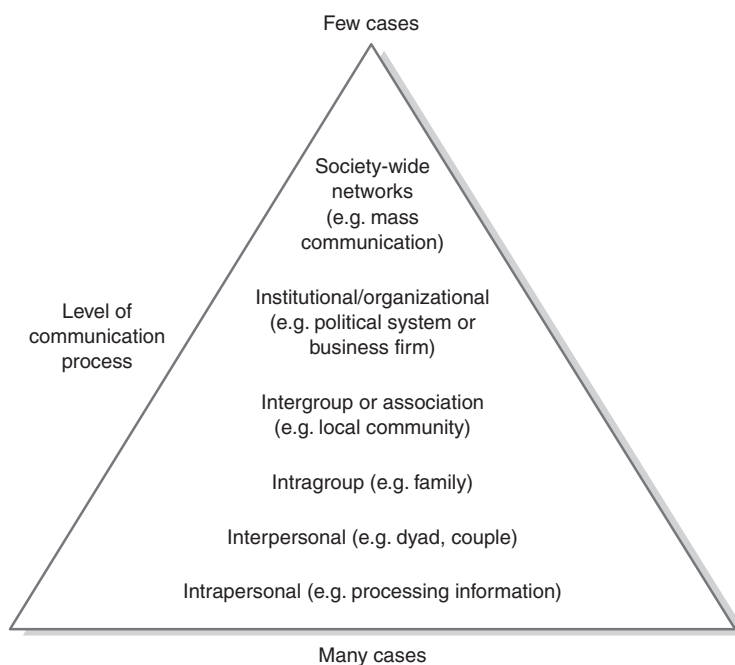 Few cases
Society-wide
networks
(e.g. mass
communication)
Institutional/organizational
(e.g. political system or
business firm)
Level of
communication
process
Intergroup or association
(e.g. local community)
Intragroup (e.g. family)
Interpersonal (e.g. dyad, couple)
Intrapersonal (e.g. processing information)
Many cases